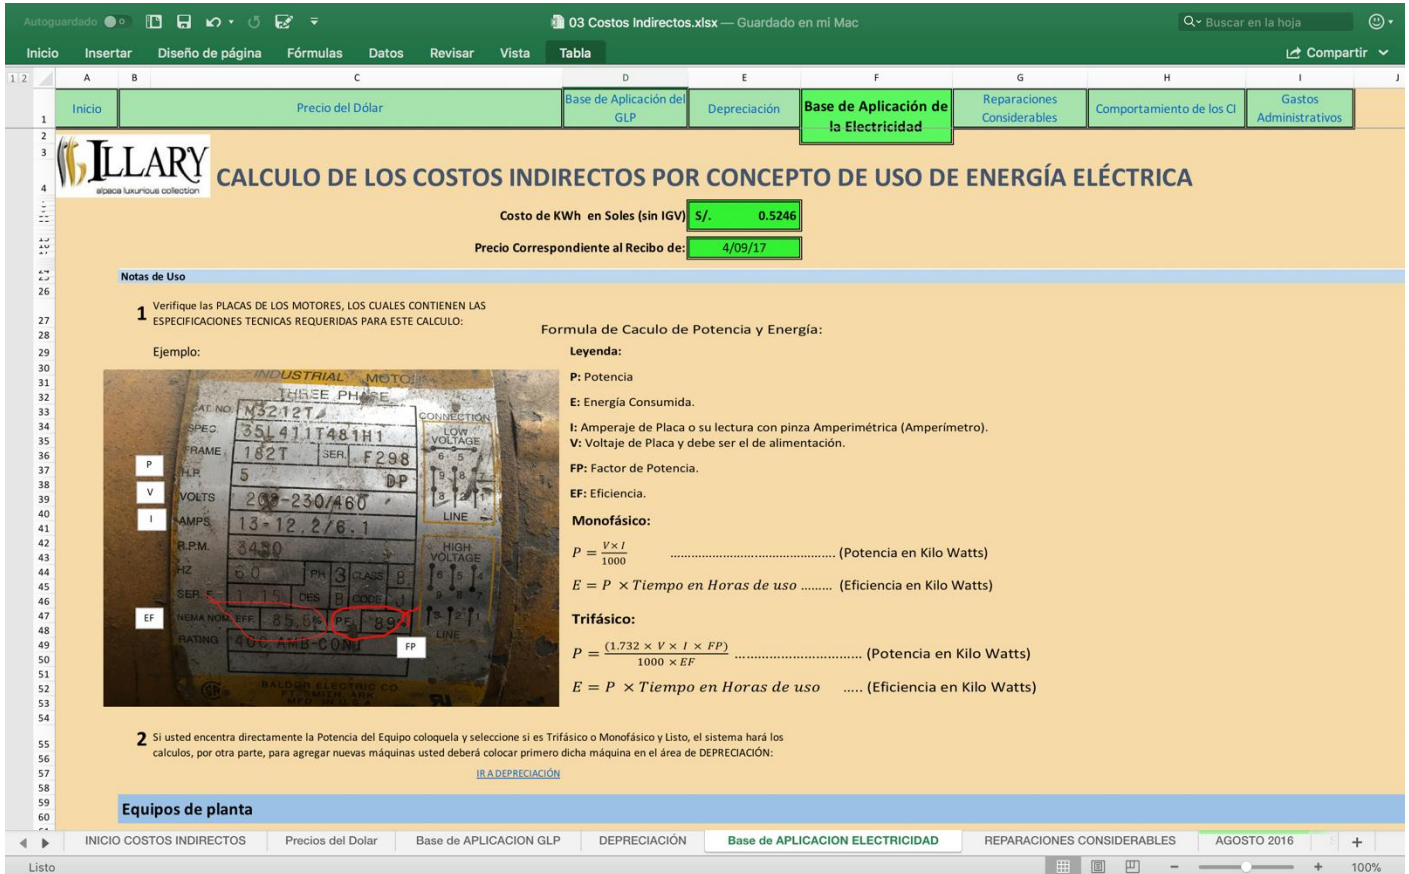 Autoguardado
03 Costos Indirectos.xlsx — Guardado en mi Mac
Buscar en la hoja
Inicio Insertar Diseño de página Fórmulas Datos Revisar Vista Tabla Compartir
1 2 A B C D E F G H I J
Inicio
Precio del Dólar
Base de Aplicación del GLP
Depreciación
Base de Aplicación de la Electricidad
Reparaciones Considerables
Comportamiento de los CI
Gastos Administrativos
ILLARY
alpaca luxurious collection
CALCULO DE LOS COSTOS INDIRECTOS POR CONCEPTO DE USO DE ENERGÍA ELÉCTRICA
Costo de KWh en Soles (sin IGV) S/. 0.5246
Precio Correspondiente al Recibo de: 4/09/17
Notas de Uso
1 Verifique las PLACAS DE LOS MOTORES, LOS CUALES CONTIENEN LAS
ESPECIFICACIONES TECNICAS REQUERIDAS PARA ESTE CALCULO:
Ejemplo:
INDUSTRIAL MOTOR
THREE PHASE
CAT. NO. M3212T
SPEC. 35L411T481H1
FRAME 182T SER. F298
H.P. 5 DP
VOLTS 208-230/460
AMPS 13-12.2/6.1
R.P.M. 3450
HZ 60 PH 3 CLASS B
SER. F. 1.15 DES B CODE J
NEMA NOM. EFF. 85.5% PF 89%
RATING 40C AMB-CONT
BALDOR ELECTRIC CO.
FT. SMITH, ARK.
MFD. IN U.S.A.
CONNECTION
LOW
VOLTAGE
LINE
HIGH
VOLTAGE
LINE
P
V
I
EF
FP
Formula de Caculo de Potencia y Energía:
Leyenda:
P: Potencia
E: Energía Consumida.
I: Amperaje de Placa o su lectura con pinza Amperimétrica (Amperímetro).
V: Voltaje de Placa y debe ser el de alimentación.
FP: Factor de Potencia.
EF: Eficiencia.
Monofásico:
P = V×I / 1000 ............................................ (Potencia en Kilo Watts)
E = P × Tiempo en Horas de uso ......... (Eficiencia en Kilo Watts)
Trifásico:
P = (1.732 × V × I × FP) / 1000 × EF .................................. (Potencia en Kilo Watts)
E = P × Tiempo en Horas de uso ..... (Eficiencia en Kilo Watts)
2 Si usted encentra directamente la Potencia del Equipo coloquela y seleccione si es Trifásico o Monofásico y Listo, el sistema hará los
calculos, por otra parte, para agregar nuevas máquinas usted deberá colocar primero dicha máquina en el área de DEPRECIACIÓN:
IR A DEPRECIACIÓN
Equipos de planta
INICIO COSTOS INDIRECTOS Precios del Dolar Base de APLICACION GLP DEPRECIACIÓN Base de APLICACION ELECTRICIDAD REPARACIONES CONSIDERABLES AGOSTO 2016
Listo 100%